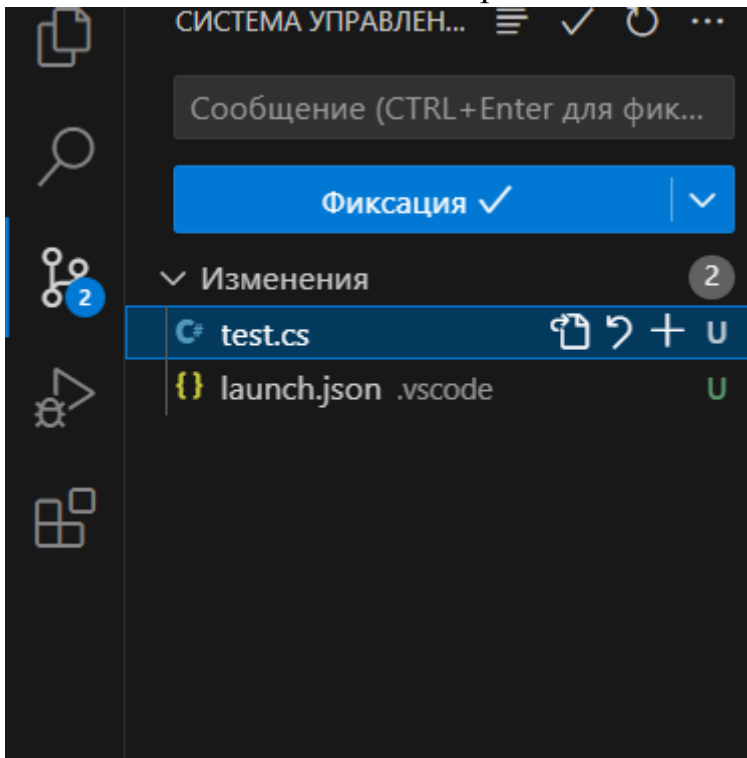 СИСТЕМА УПРАВЛЕН...
Сообщение (CTRL+Enter для фик...
Фиксация
2
Изменения 2
C# test.cs U
{} launch.json .vscode U